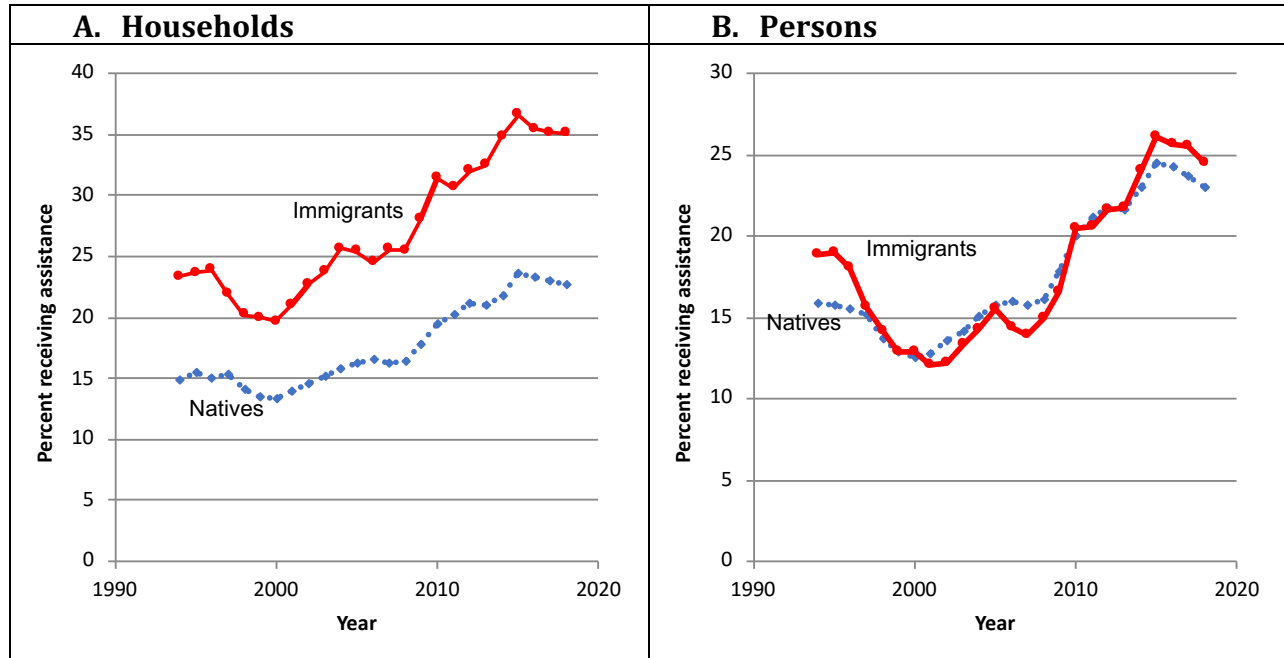 A. Households
B. Persons
Percent receiving assistance
40
35
30
25
20
15
10
5
0
Immigrants
Natives
1990
2000
2010
2020
Year
Percent receiving assistance
30
25
20
15
10
5
0
Immigrants
Natives
1990
2000
2010
2020
Year